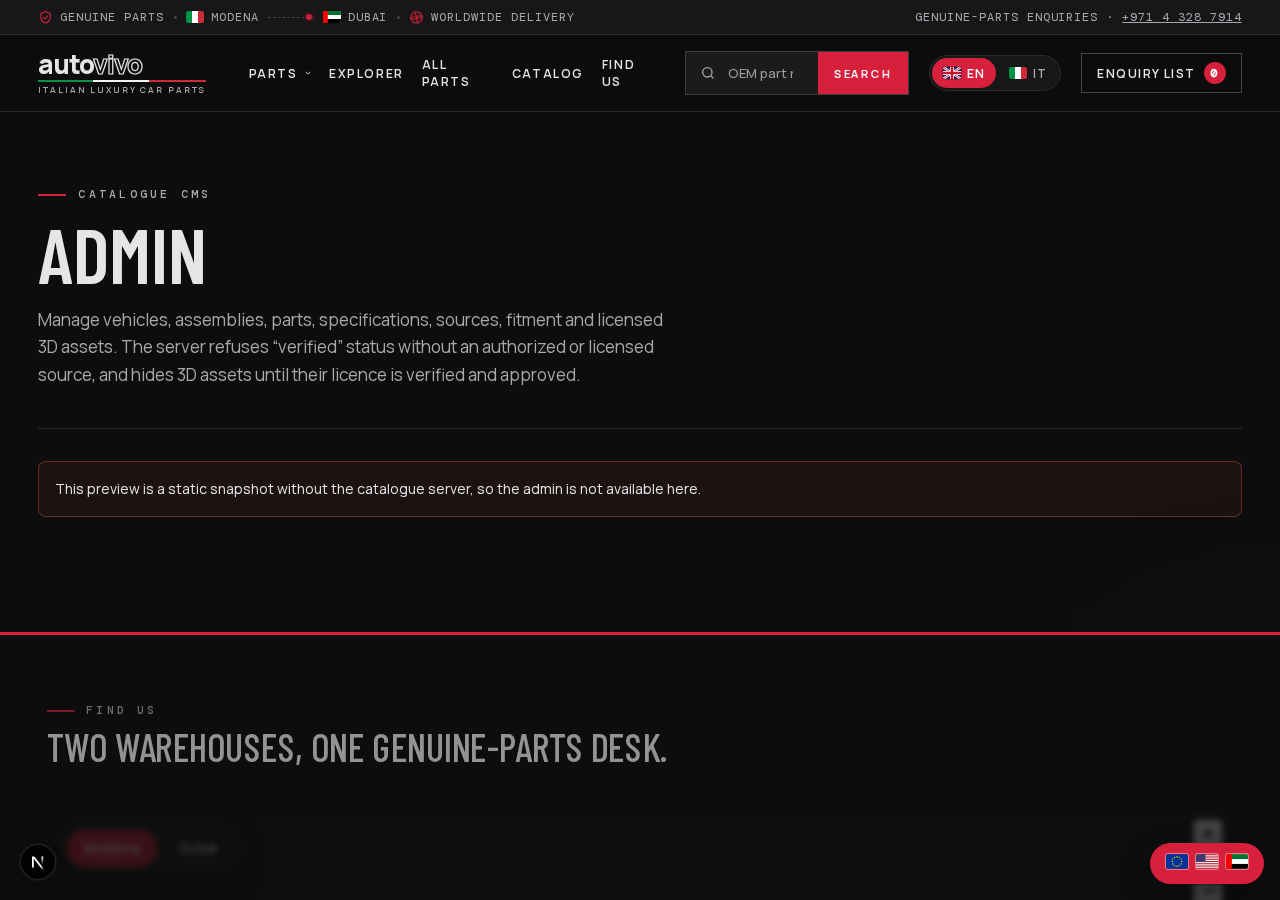 GENUINE PARTS • MODENA DUBAI • WORLDWIDE DELIVERY
GENUINE-PARTS ENQUIRIES · +971 4 328 7914
autovivo
ITALIAN LUXURY CAR PARTS
PARTS
EXPLORER
ALL PARTS
CATALOG
FIND US
OEM part r
SEARCH
EN
IT
ENQUIRY LIST 0
CATALOGUE CMS
ADMIN
Manage vehicles, assemblies, parts, specifications, sources, fitment and licensed
3D assets. The server refuses “verified” status without an authorized or licensed
source, and hides 3D assets until their licence is verified and approved.
This preview is a static snapshot without the catalogue server, so the admin is not available here.
FIND US
TWO WAREHOUSES, ONE GENUINE-PARTS DESK.
Modena
Dubai
N